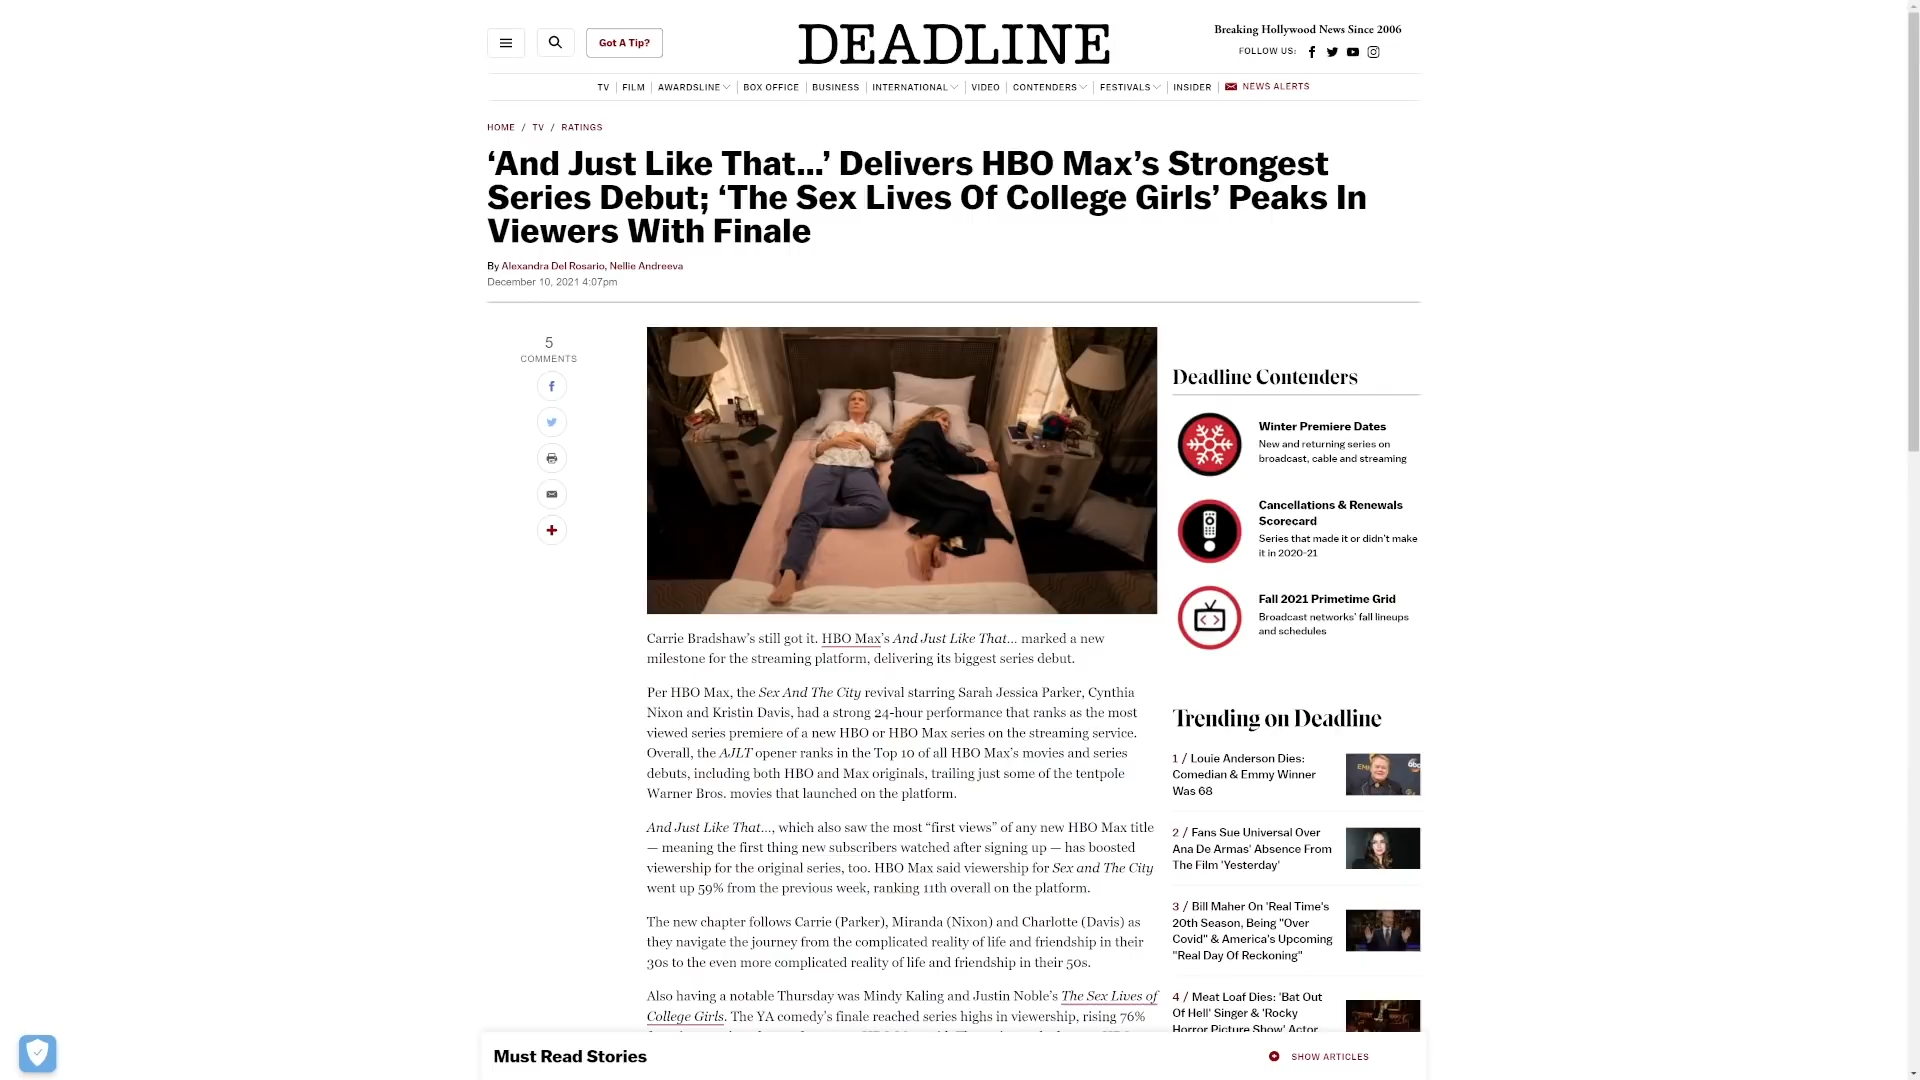 Got A Tip?
DEADLINE
Breaking Hollywood News Since 2006
FOLLOW US:
TV
FILM
AWARDSLINE
BOX OFFICE
BUSINESS
INTERNATIONAL
VIDEO
CONTENDERS
FESTIVALS
INSIDER
NEWS ALERTS
HOME / TV / RATINGS
‘And Just Like That…’ Delivers HBO Max’s Strongest
Series Debut; ‘The Sex Lives Of College Girls’ Peaks In
Viewers With Finale
By Alexandra Del Rosario, Nellie Andreeva
December 10, 2021 4:07pm
5
COMMENTS
Carrie Bradshaw’s still got it. HBO Max’s And Just Like That… marked a new
milestone for the streaming platform, delivering its biggest series debut.
Per HBO Max, the Sex And The City revival starring Sarah Jessica Parker, Cynthia
Nixon and Kristin Davis, had a strong 24-hour performance that ranks as the most
viewed series premiere of a new HBO or HBO Max series on the streaming service.
Overall, the AJLT opener ranks in the Top 10 of all HBO Max’s movies and series
debuts, including both HBO and Max originals, trailing just some of the tentpole
Warner Bros. movies that launched on the platform.
And Just Like That…, which also saw the most “first views” of any new HBO Max title
— meaning the first thing new subscribers watched after signing up — has boosted
viewership for the original series, too. HBO Max said viewership for Sex and The City
went up 59% from the previous week, ranking 11th overall on the platform.
The new chapter follows Carrie (Parker), Miranda (Nixon) and Charlotte (Davis) as
they navigate the journey from the complicated reality of life and friendship in their
30s to the even more complicated reality of life and friendship in their 50s.
Also having a notable Thursday was Mindy Kaling and Justin Noble’s The Sex Lives of
College Girls. The YA comedy’s finale reached series highs in viewership, rising 76%
Deadline Contenders
Winter Premiere Dates
New and returning series on
broadcast, cable and streaming
Cancellations & Renewals
Scorecard
Series that made it or didn’t make
it in 2020-21
Fall 2021 Primetime Grid
Broadcast networks’ fall lineups
and schedules
Trending on Deadline
1 / Louie Anderson Dies:
Comedian & Emmy Winner
Was 68
2 / Fans Sue Universal Over
Ana De Armas' Absence From
The Film 'Yesterday'
3 / Bill Maher On 'Real Time's
20th Season, Being "Over
Covid" & America's Upcoming
"Real Day Of Reckoning"
4 / Meat Loaf Dies: 'Bat Out
Of Hell' Singer & 'Rocky
Horror Picture Show' Actor
Must Read Stories
SHOW ARTICLES